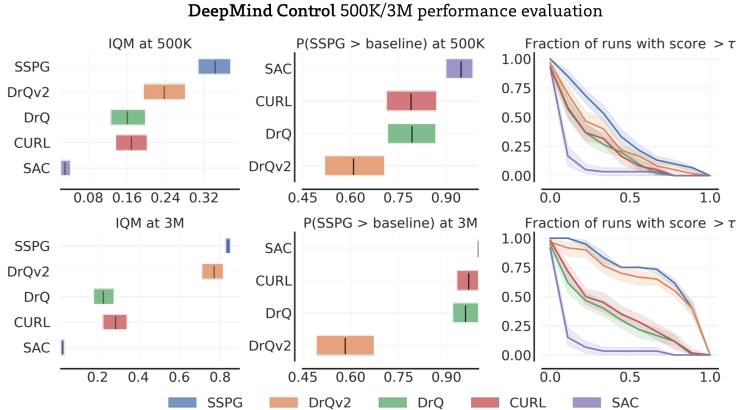 DeepMind Control 500K/3M performance evaluation
IQM at 500K
SSPG
DrQv2
DrQ
CURL
SAC
0.08 0.16 0.24 0.32
P(SSPG > baseline) at 500K
SAC
CURL
DrQ
DrQv2
0.45 0.60 0.75 0.90
Fraction of runs with score > τ
1.00
0.75
0.50
0.25
0.00
0.0 0.5 1.0
IQM at 3M
SSPG
DrQv2
DrQ
CURL
SAC
0.2 0.4 0.6 0.8
P(SSPG > baseline) at 3M
SAC
CURL
DrQ
DrQv2
0.45 0.60 0.75 0.90
Fraction of runs with score > τ
1.00
0.75
0.50
0.25
0.00
0.0 0.5 1.0
SSPG DrQv2 DrQ CURL SAC